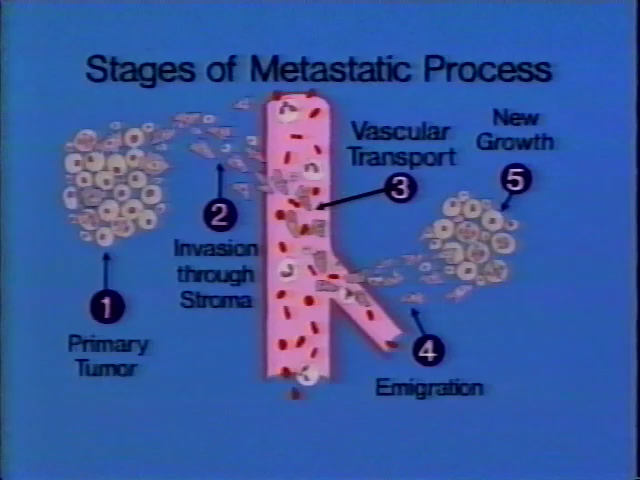 Stages of Metastatic Process
1
Primary
Tumor
2
Invasion
through
Stroma
Vascular
Transport
3
4
Emigration
New
Growth
5